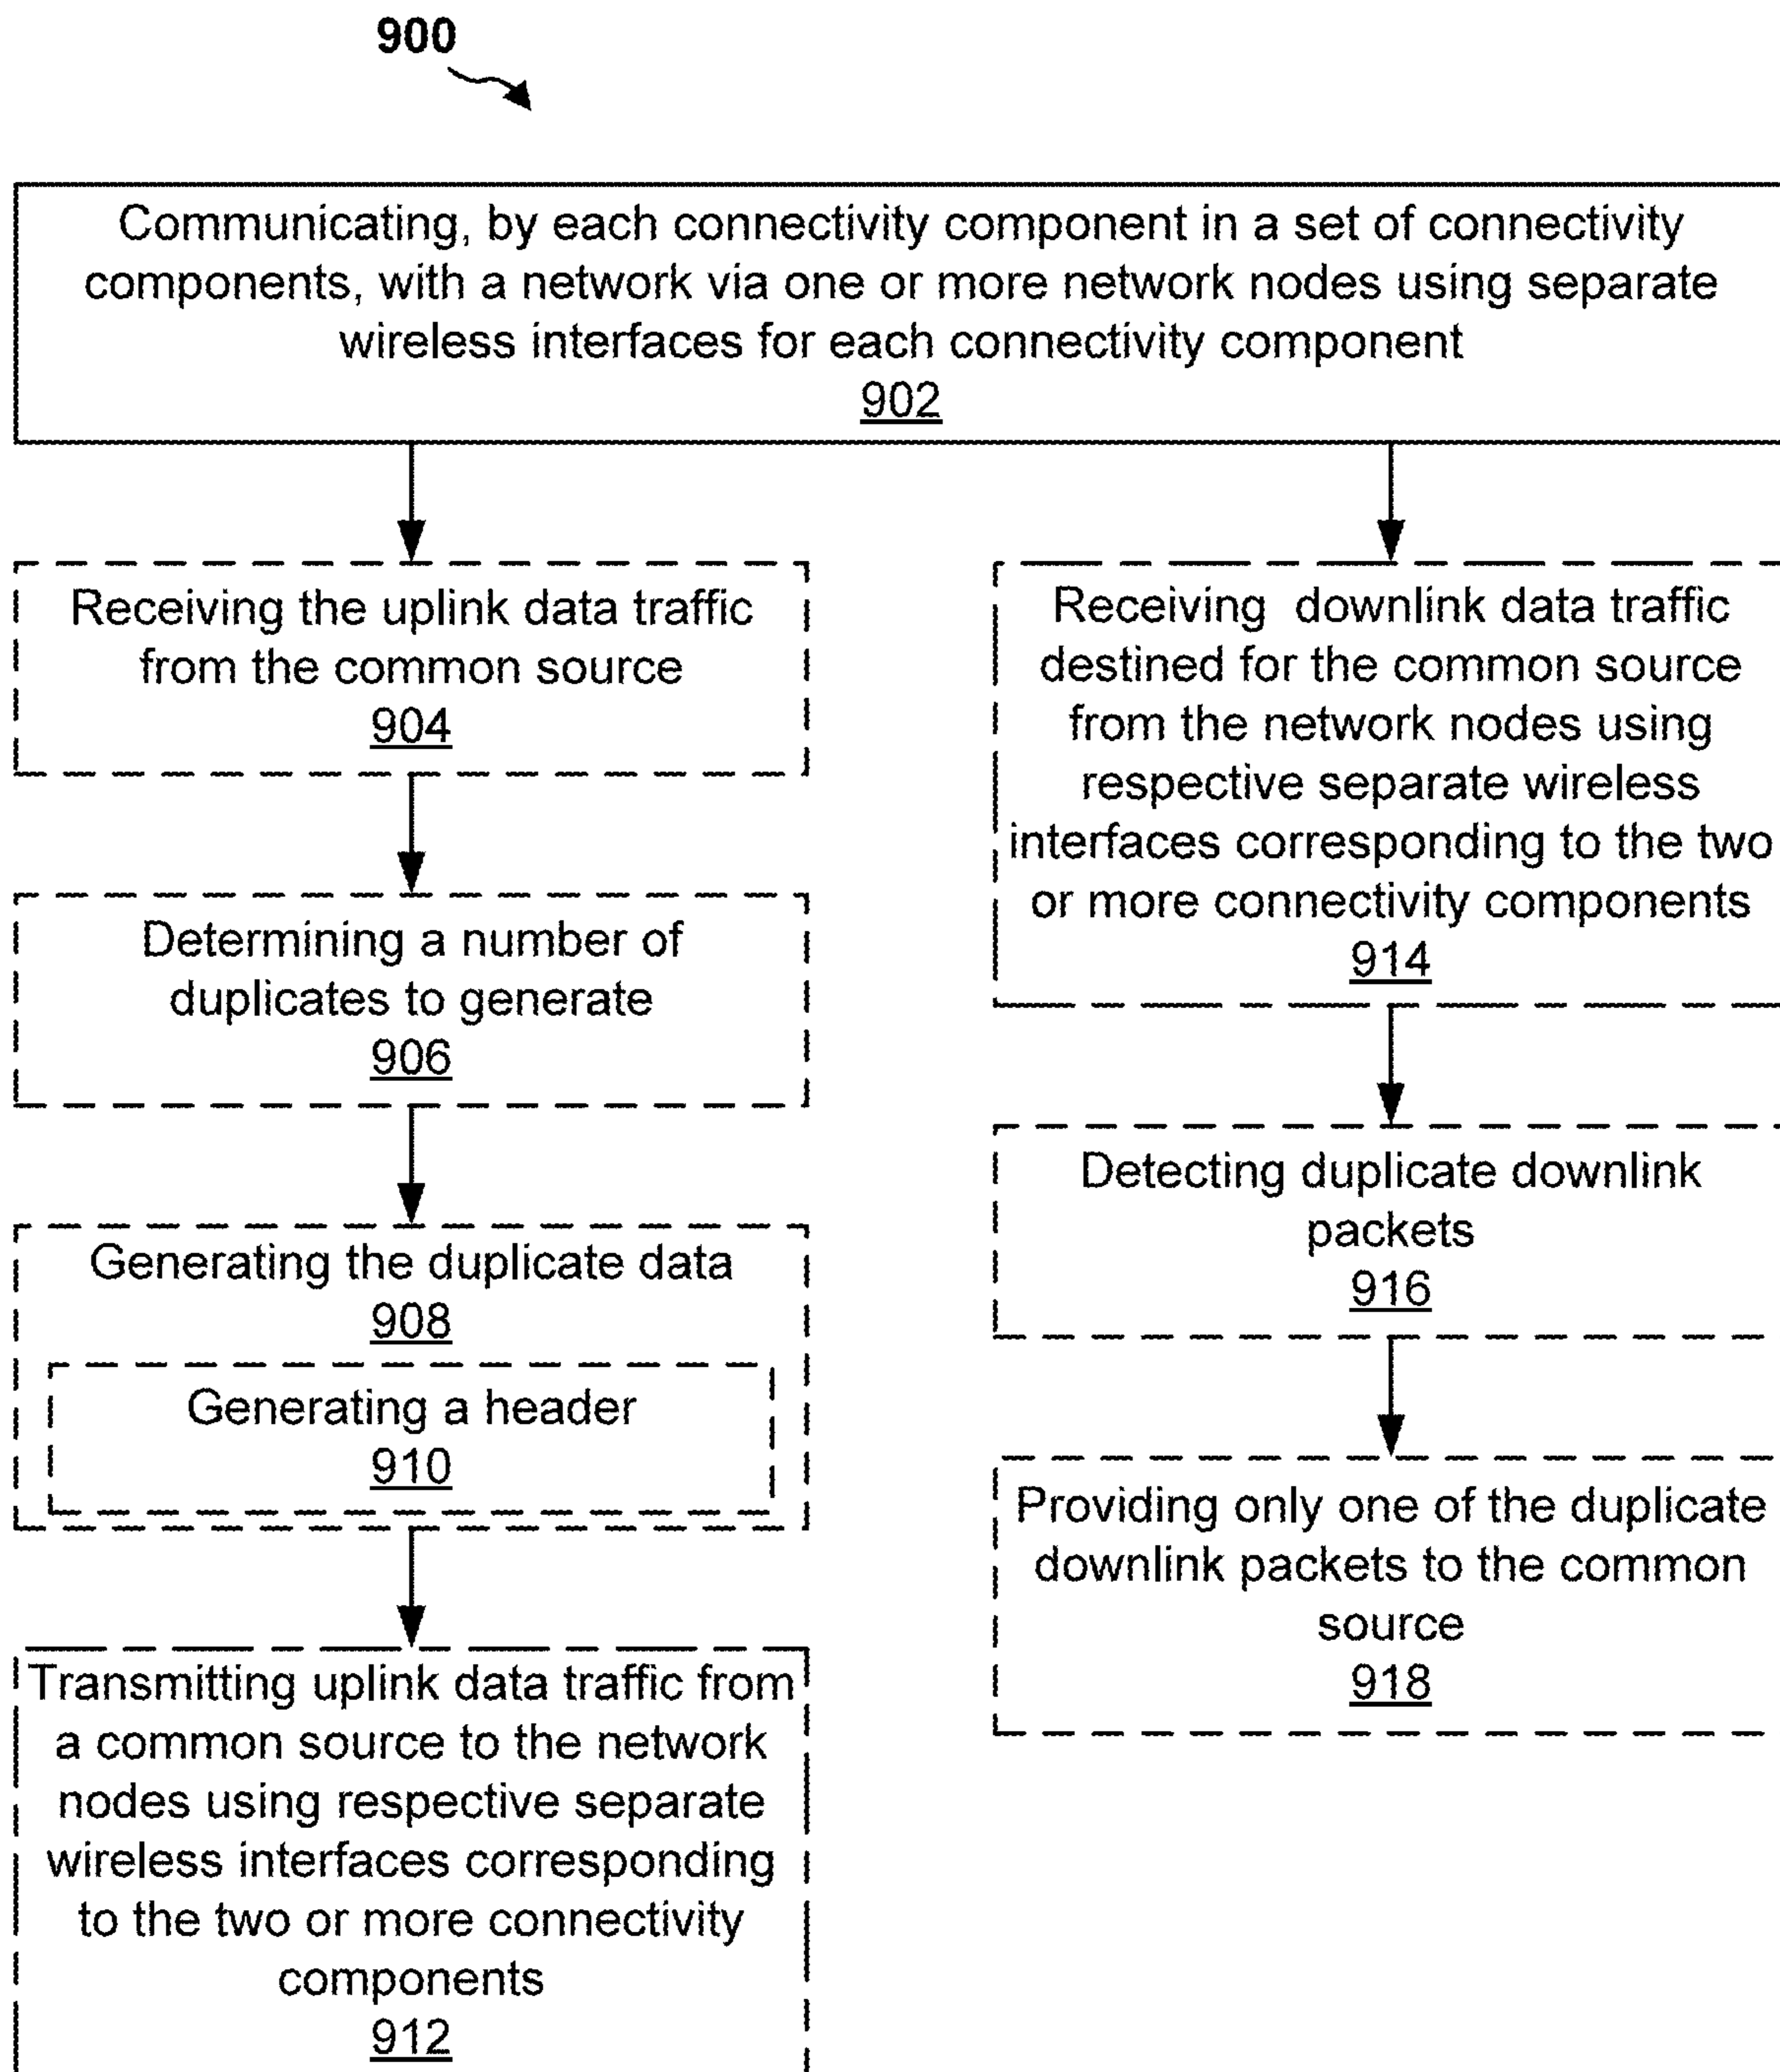 900
Communicating, by each connectivity component in a set of connectivity
components, with a network via one or more network nodes using separate
wireless interfaces for each connectivity component
902
Receiving the uplink data traffic
from the common source
904
Determining a number of
duplicates to generate
906
Generating the duplicate data
908
Generating a header
910
Transmitting uplink data traffic from
a common source to the network
nodes using respective separate
wireless interfaces corresponding
to the two or more connectivity
components
912
Receiving downlink data traffic
destined for the common source
from the network nodes using
respective separate wireless
interfaces corresponding to the two
or more connectivity components
914
Detecting duplicate downlink
packets
916
Providing only one of the duplicate
downlink packets to the common
source
918